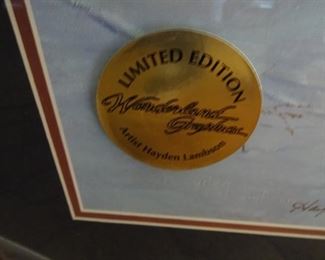 LIMITED EDITION
Wonderland Graphics
Artist Hayden Lambson